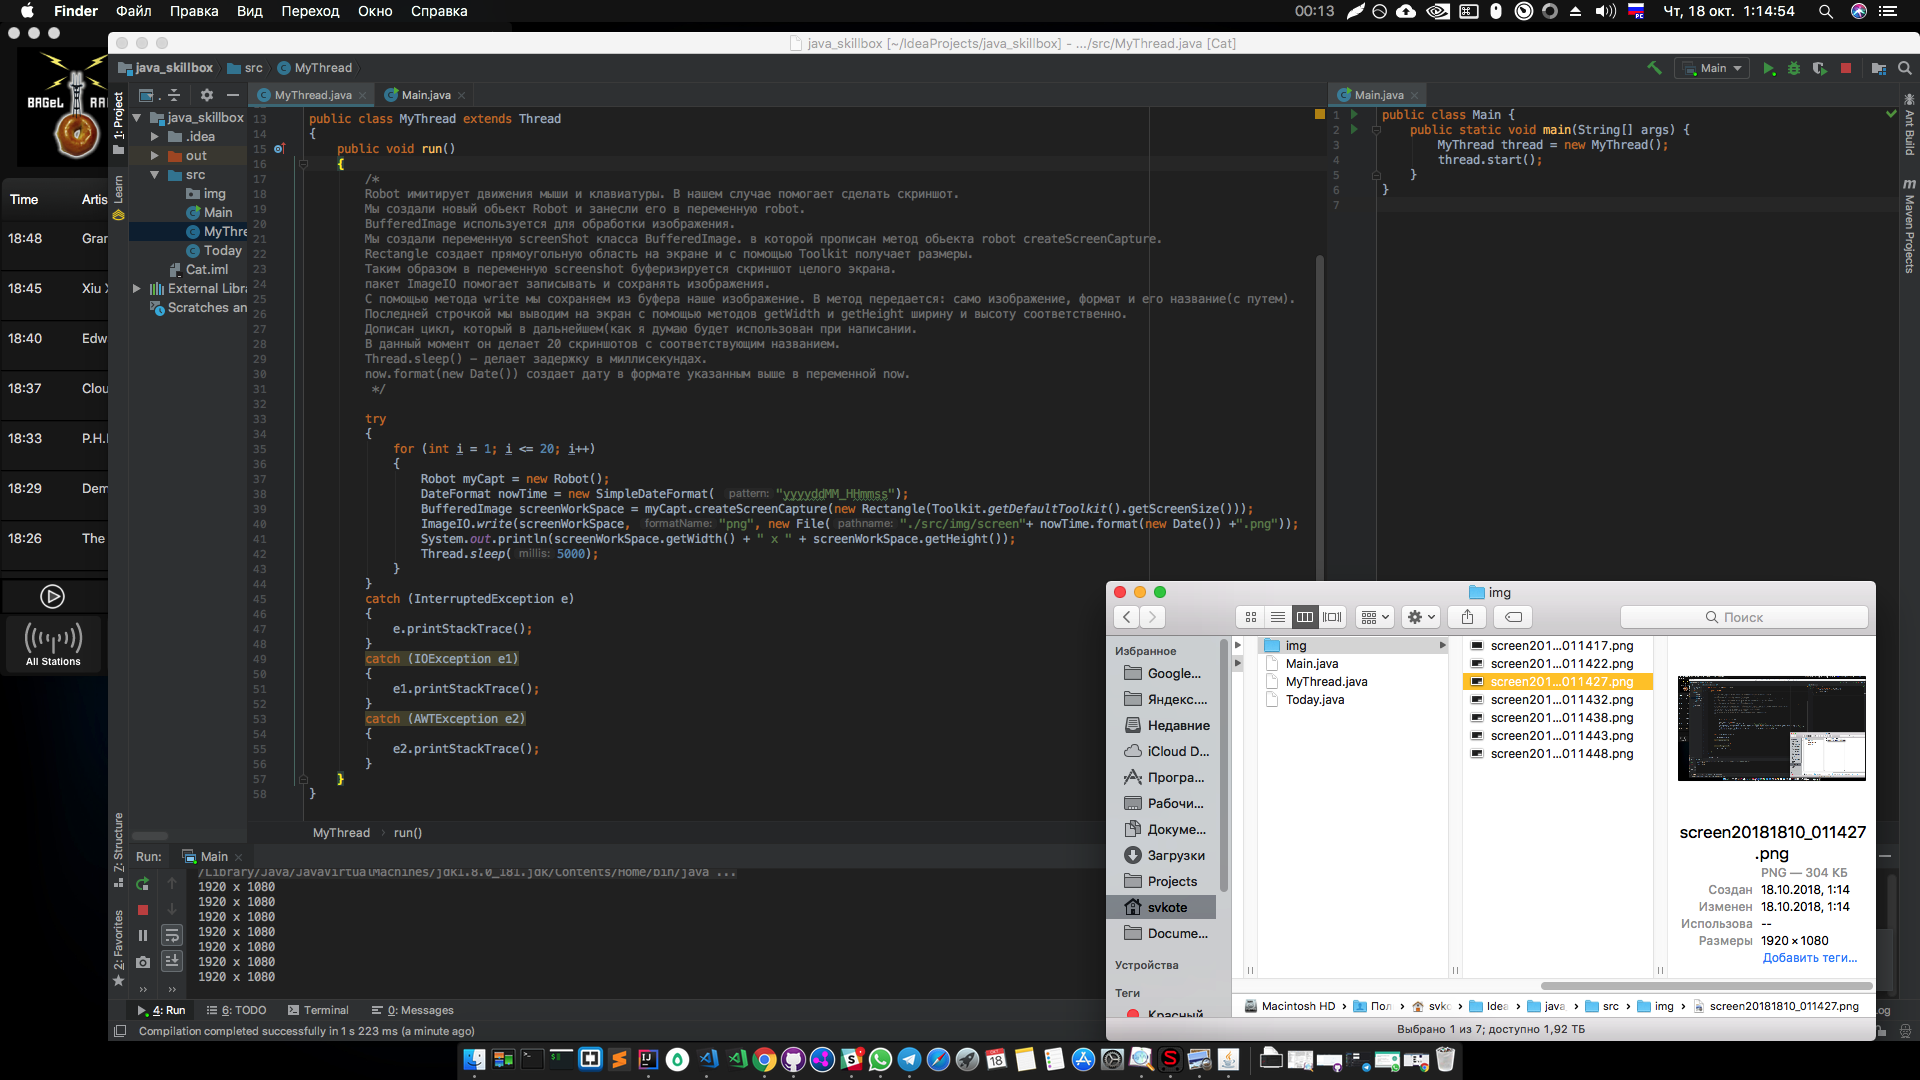 Finder Файл Правка Вид Переход Окно Справка 00:13 Чт, 18 окт. 1:14:54
java_skillbox [~/IdeaProjects/java_skillbox] - .../src/MyThread.java [Cat]
java_skillbox src MyThread Main
BAGeL RA
Time Artis
18:48 Gran
18:45 Xiu X
18:40 Edw
18:37 Clou
18:33 P.H.I
18:29 Dem
18:26 The
All Stations
1: Project
Learn
7: Structure
2: Favorites
java_skillbox
.idea
out
src
img
Main
MyThre
Today
Cat.iml
External Libra
Scratches an
MyThread.java Main.java
13 public class MyThread extends Thread
14 {
15 public void run()
16 {
17 /*
18 Robot имитирует движения мыши и клавиатуры. В нашем случае помогает сделать скриншот.
19 Мы создали новый обьект Robot и занесли его в переменную robot.
20 BufferedImage используется для обработки изображения.
21 Мы создали переменную screenShot класса BufferedImage. в которой прописан метод обьекта robot createScreenCapture.
22 Rectangle создает прямоугольную область на экране и с помощью Toolkit получает размеры.
23 Таким образом в переменную screenshot буферизируется скриншот целого экрана.
24 пакет ImageIO помогает записывать и сохранять изображения.
25 С помощью метода write мы сохраняем из буфера наше изображение. В метод передается: само изображение, формат и его название(с путем).
26 Последней строчкой мы выводим на экран с помощью методов getWidth и getHeight ширину и высоту соответственно.
27 Дописан цикл, который в дальнейшем(как я думаю будет использован при написании.
28 В данный момент он делает 20 скриншотов с соответствующим названием.
29 Thread.sleep() – делает задержку в миллисекундах.
30 now.format(new Date()) создает дату в формате указанным выше в переменной now.
31 */
32
33 try
34 {
35 for (int i = 1; i <= 20; i++)
36 {
37 Robot myCapt = new Robot();
38 DateFormat nowTime = new SimpleDateFormat( pattern: "yyyyddMM_HHmmss");
39 BufferedImage screenWorkSpace = myCapt.createScreenCapture(new Rectangle(Toolkit.getDefaultToolkit().getScreenSize()));
40 ImageIO.write(screenWorkSpace, formatName: "png", new File( pathname: "./src/img/screen"+ nowTime.format(new Date()) +".png"));
41 System.out.println(screenWorkSpace.getWidth() + " x " + screenWorkSpace.getHeight());
42 Thread.sleep( millis: 5000);
43 }
44 }
45 catch (InterruptedException e)
46 {
47 e.printStackTrace();
48 }
49 catch (IOException e1)
50 {
51 e1.printStackTrace();
52 }
53 catch (AWTException e2)
54 {
55 e2.printStackTrace();
56 }
57 }
58 }
MyThread run()
Main.java
1 public class Main {
2 public static void main(String[] args) {
3 MyThread thread = new MyThread();
4 thread.start();
5 }
6 }
7
Ant Build
Maven Projects
Run: Main
/Library/Java/JavaVirtualMachines/jdk1.8.0_181.jdk/Contents/Home/bin/java ...
1920 x 1080
1920 x 1080
1920 x 1080
1920 x 1080
1920 x 1080
1920 x 1080
1920 x 1080
4: Run 6: TODO Terminal 0: Messages
Compilation completed successfully in 1 s 223 ms (a minute ago)
img
Поиск
Избранное
Google...
Яндекс....
Недавние
iCloud D...
Програ...
Рабочи...
Докуме...
Загрузки
Projects
svkote
Docume...
Устройства
Теги
Красный
img
Main.java
MyThread.java
Today.java
screen201...011417.png
screen201...011422.png
screen201...011427.png
screen201...011432.png
screen201...011438.png
screen201...011443.png
screen201...011448.png
screen20181810_011427
.png
PNG — 304 КБ
Создан 18.10.2018, 1:14
Изменен 18.10.2018, 1:14
Использова --
Размеры 1920 × 1080
Добавить теги...
Macintosh HD › Пол › svko › Idea › java › src › img › screen20181810_011427.png
Выбрано 1 из 7; доступно 1,92 ТБ
og
18